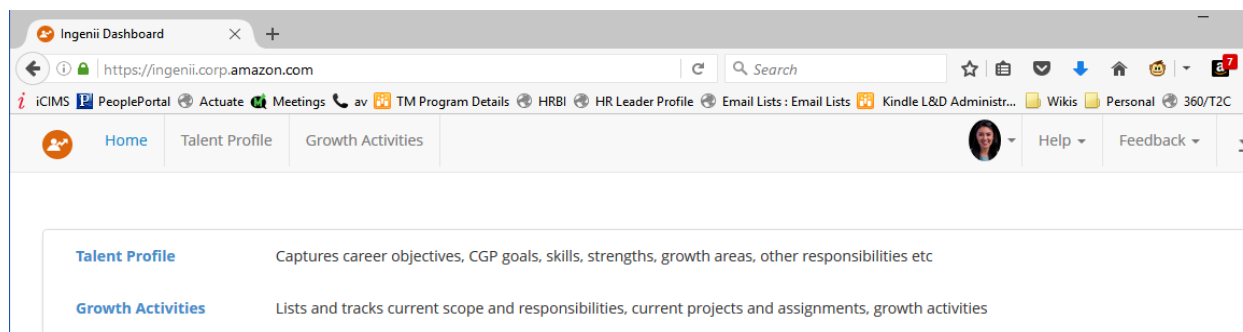 Ingenii Dashboard
https://ingenii.corp.amazon.com Search 7
iCIMS PeoplePortal Actuate Meetings av TM Program Details HRBI HR Leader Profile Email Lists : Email Lists Kindle L&D Administr... Wikis Personal 360/T2C
Home Talent Profile Growth Activities Help Feedback
Talent Profile Captures career objectives, CGP goals, skills, strengths, growth areas, other responsibilities etc
Growth Activities Lists and tracks current scope and responsibilities, current projects and assignments, growth activities